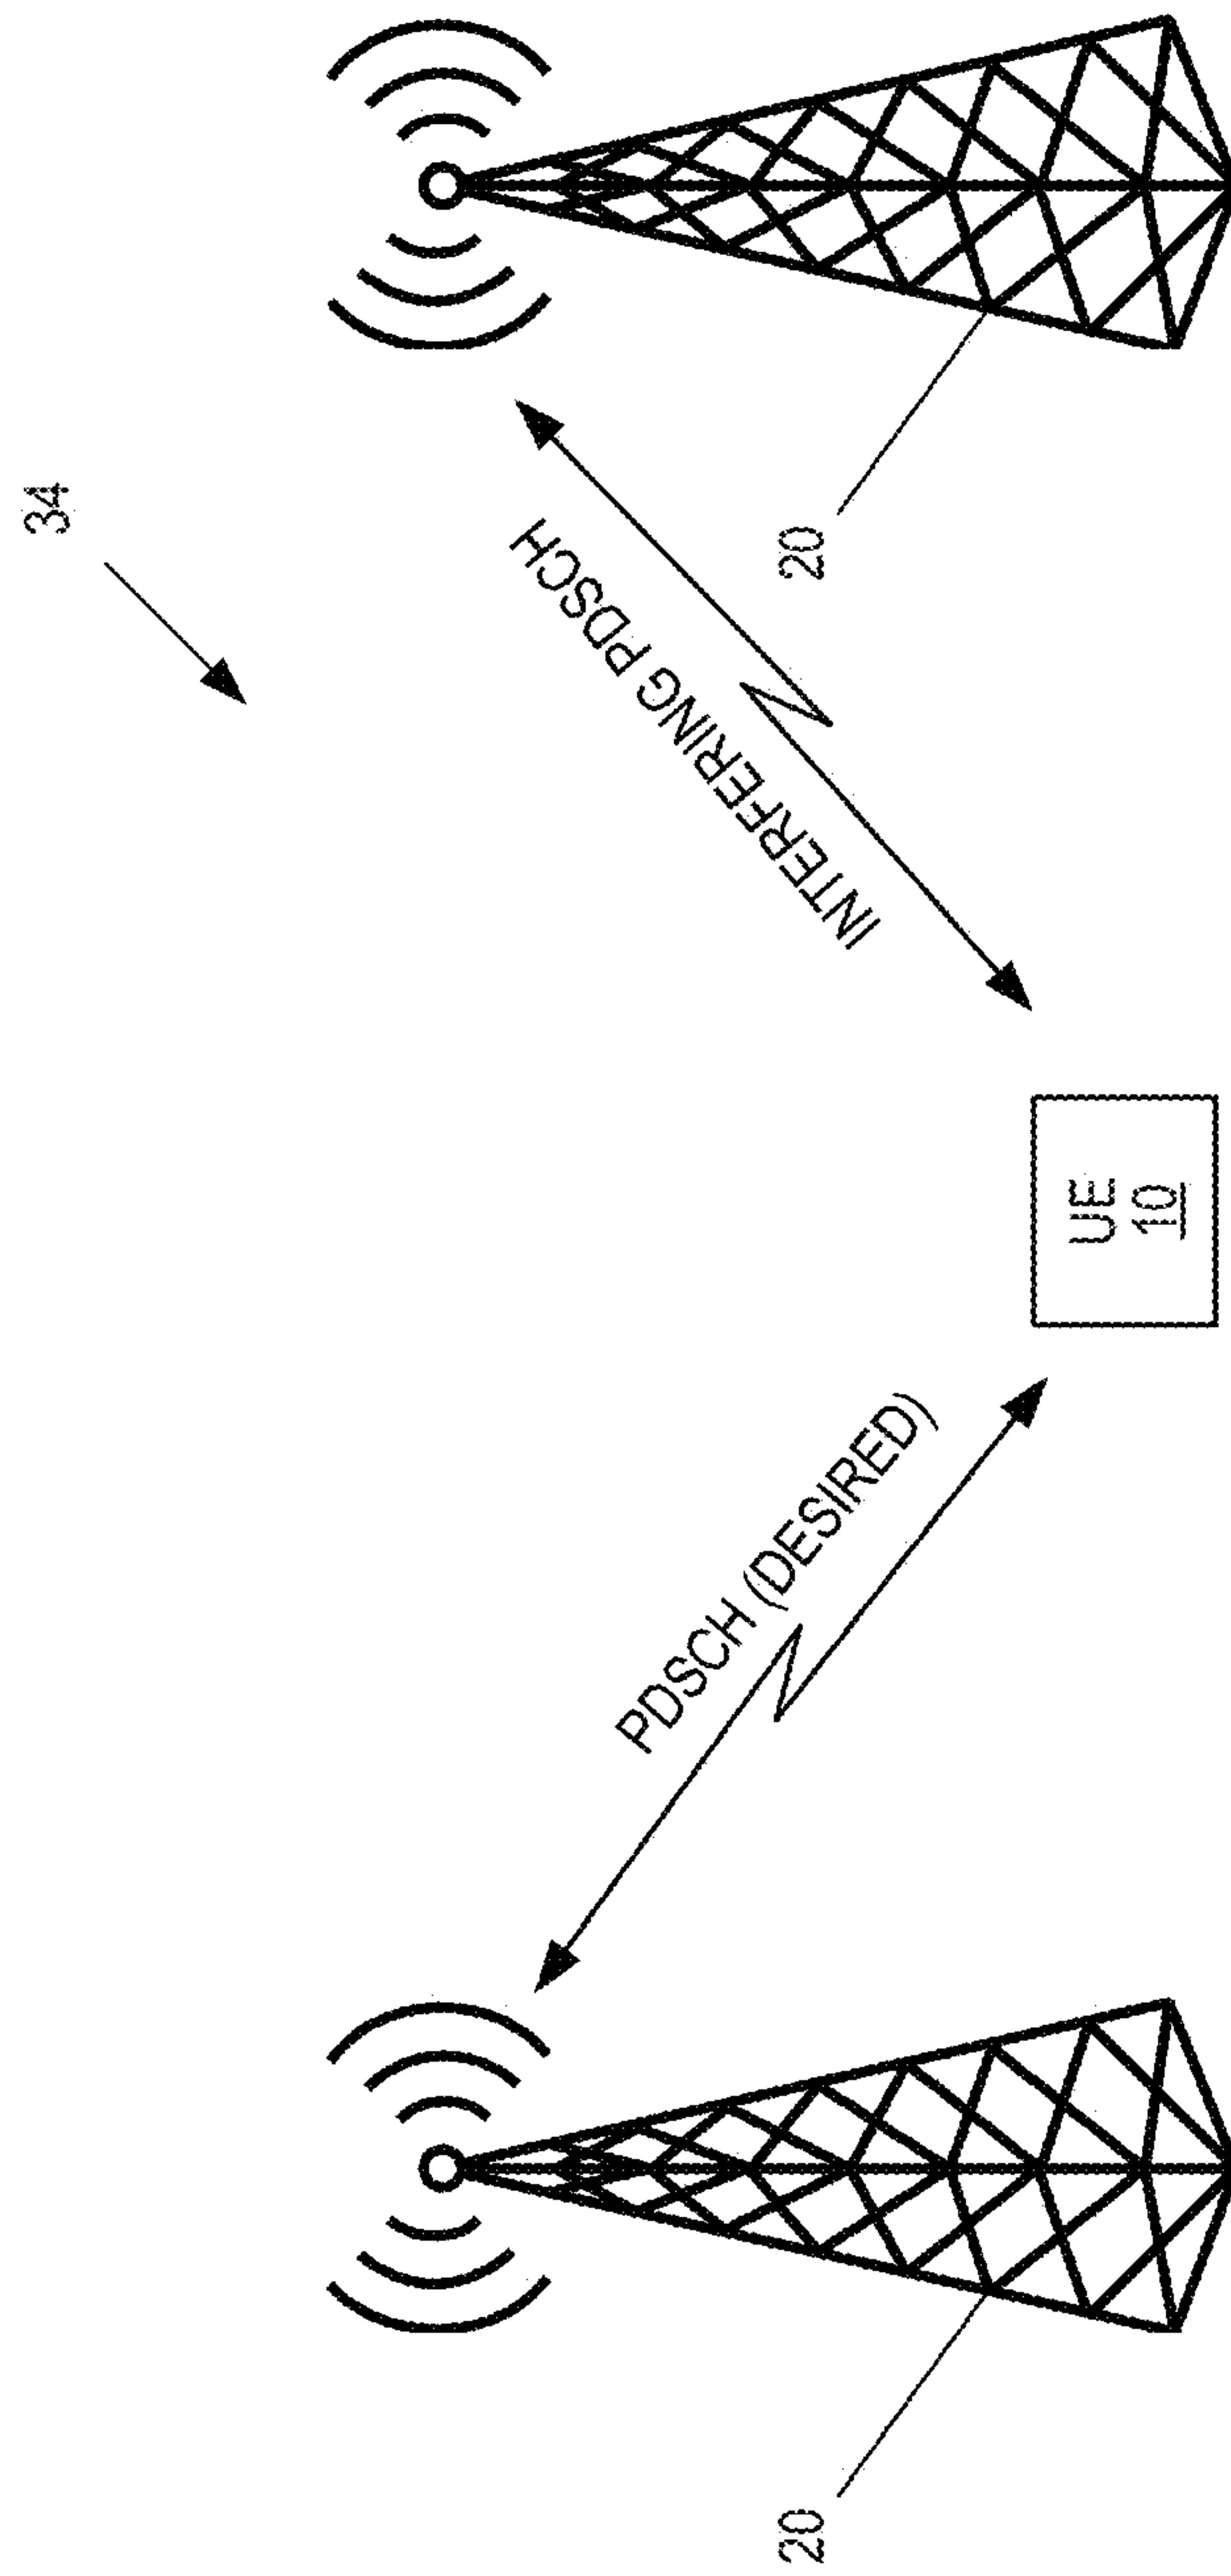 34
PDSCH (DESIRED)
INTERFERING PDSCH
20
20
UE
10